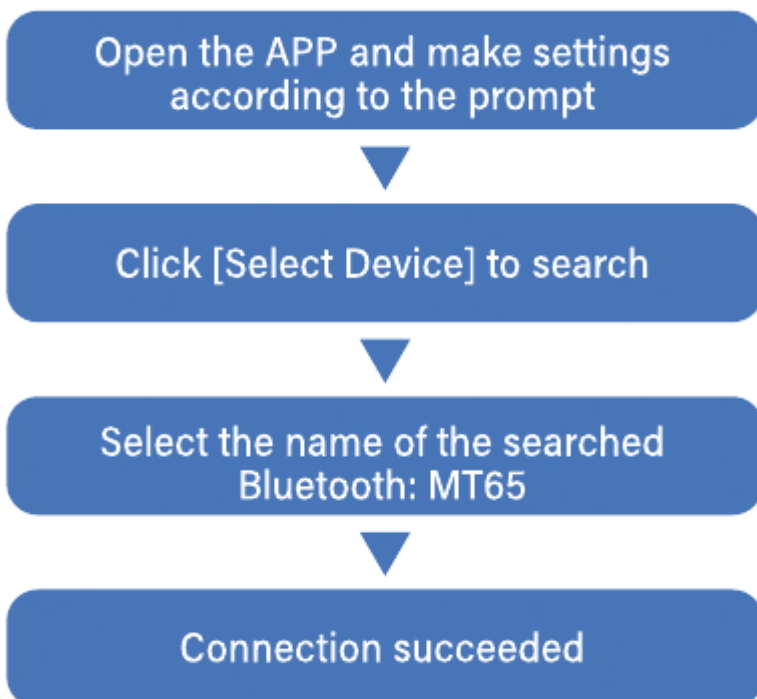 Open the APP and make settings
according to the prompt
Click [Select Device] to search
Select the name of the searched
Bluetooth: MT65
Connection succeeded